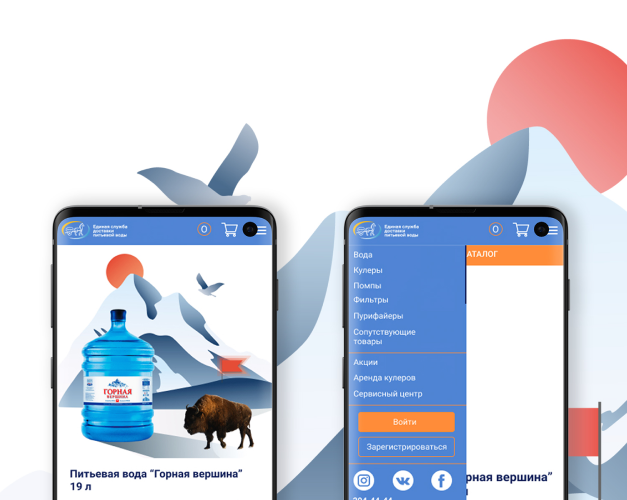 Единая служба
доставки
питьевой воды
0
ГОРНАЯ
ВЕРШИНА
Питьевая вода "Горная вершина"
19 л
Единая служба
доставки
питьевой воды
0
АТАЛОГ
Вода
Кулеры
Помпы
Фильтры
Пурифайеры
Сопутствующие
товары
Акции
Аренда кулеров
Сервисный центр
Войти
Зарегистрироваться
рная вершина"